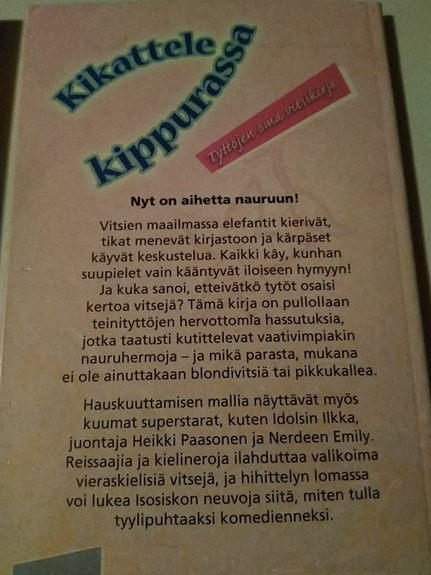 Kikattele
kippurassa
Tyttöjen oma vitsikirja
Nyt on aihetta nauruun!
Vitsien maailmassa elefantit kierivät,
tikat menevät kirjastoon ja kärpäset
käyvät keskustelua. Kaikki käy, kunhan
suupielet vain kääntyvät iloiseen hymyyn!
Ja kuka sanoi, etteivätkö tytöt osaisi
kertoa vitsejä? Tämä kirja on pullollaan
teinityttöjen hervottomia hassutuksia,
jotka taatusti kutittelevat vaativimpiakin
nauruhermoja – ja mikä parasta, mukana
ei ole ainuttakaan blondivitsiä tai pikkukallea.
Hauskuuttamisen mallia näyttävät myös
kuumat superstarat, kuten Idolsin Ilkka,
juontaja Heikki Paasonen ja Nerdeen Emily.
Reissaajia ja kielineroja ilahduttaa valikoima
vieraskielisiä vitsejä, ja hihittelyn lomassa
voi lukea Isosiskon neuvoja siitä, miten tulla
tyylipuhtaaksi komedienneksi.